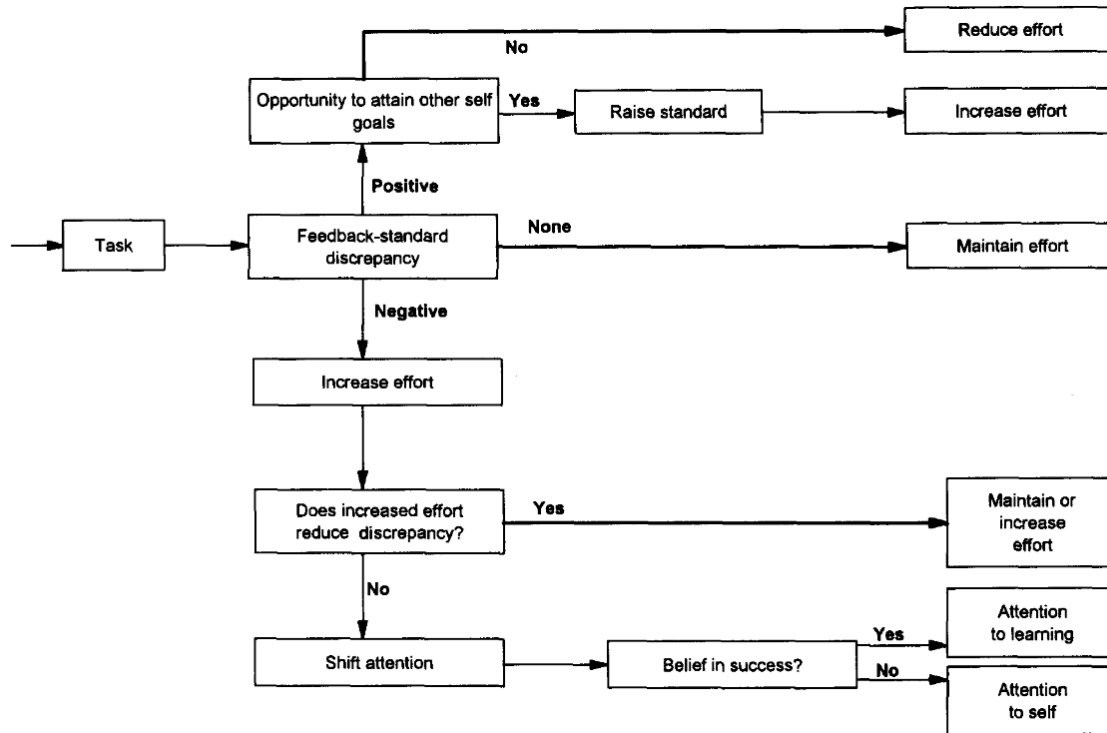 No
Reduce effort
Opportunity to attain other self
goals
Yes
Raise standard
Increase effort
Positive
Task
Feedback-standard
discrepancy
None
Maintain effort
Negative
Increase effort
Does increased effort
reduce discrepancy?
Yes
Maintain or
increase
effort
No
Shift attention
Belief in success?
Yes
Attention
to learning
No
Attention
to self